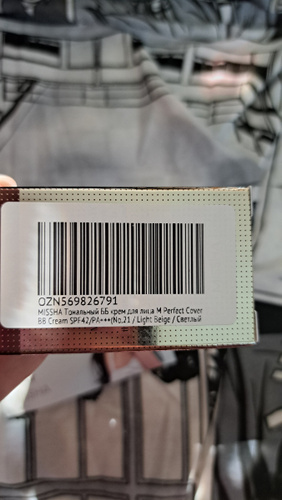 OZN569826791
MISSHA Тональный ББ крем для лица M Perfect Cover
BB Cream SPF42/PA+++(No.21 / Light Beige / Светлый